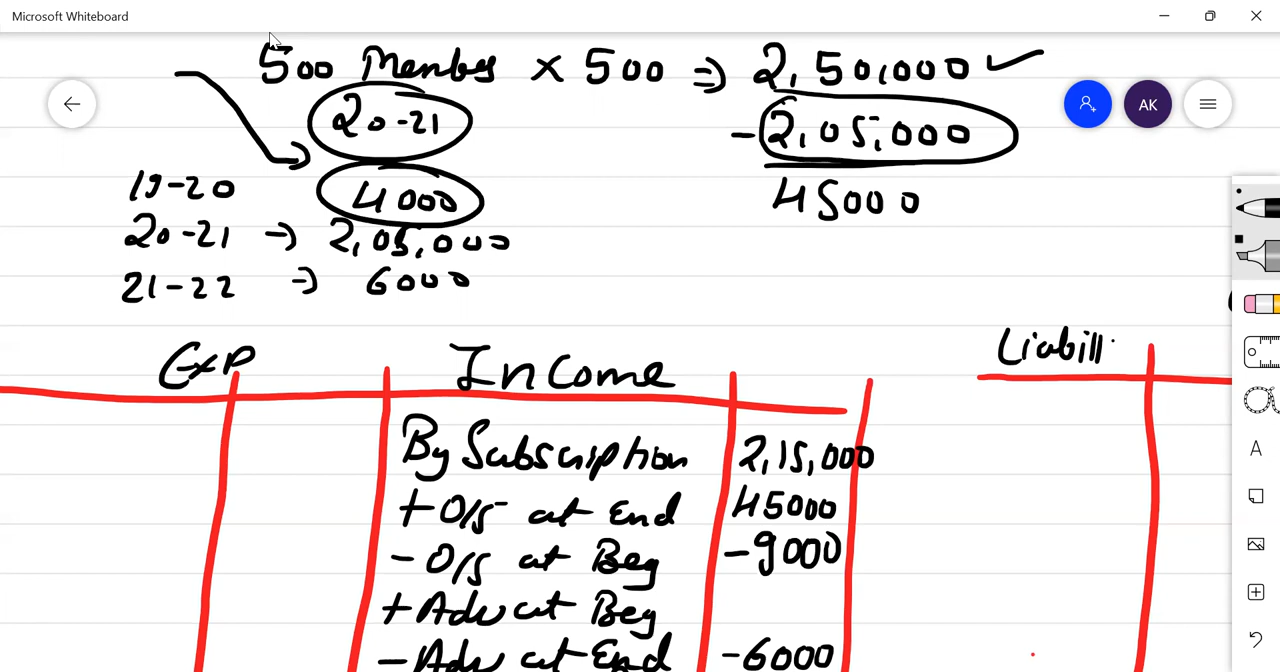 Microsoft Whiteboard
500 Members × 500 ⇒ 2,50,000 ✓
20-21 - 2,05,000
19-20 4000 45000
20-21 → 2,05,000
21-22 → 6000
AK
Exp Income Liabili
By Subscription 2,15,000
+ O/S at End 45000
- O/S at Beg -9000
+ Adv at Beg
- Adv at End -6000
A